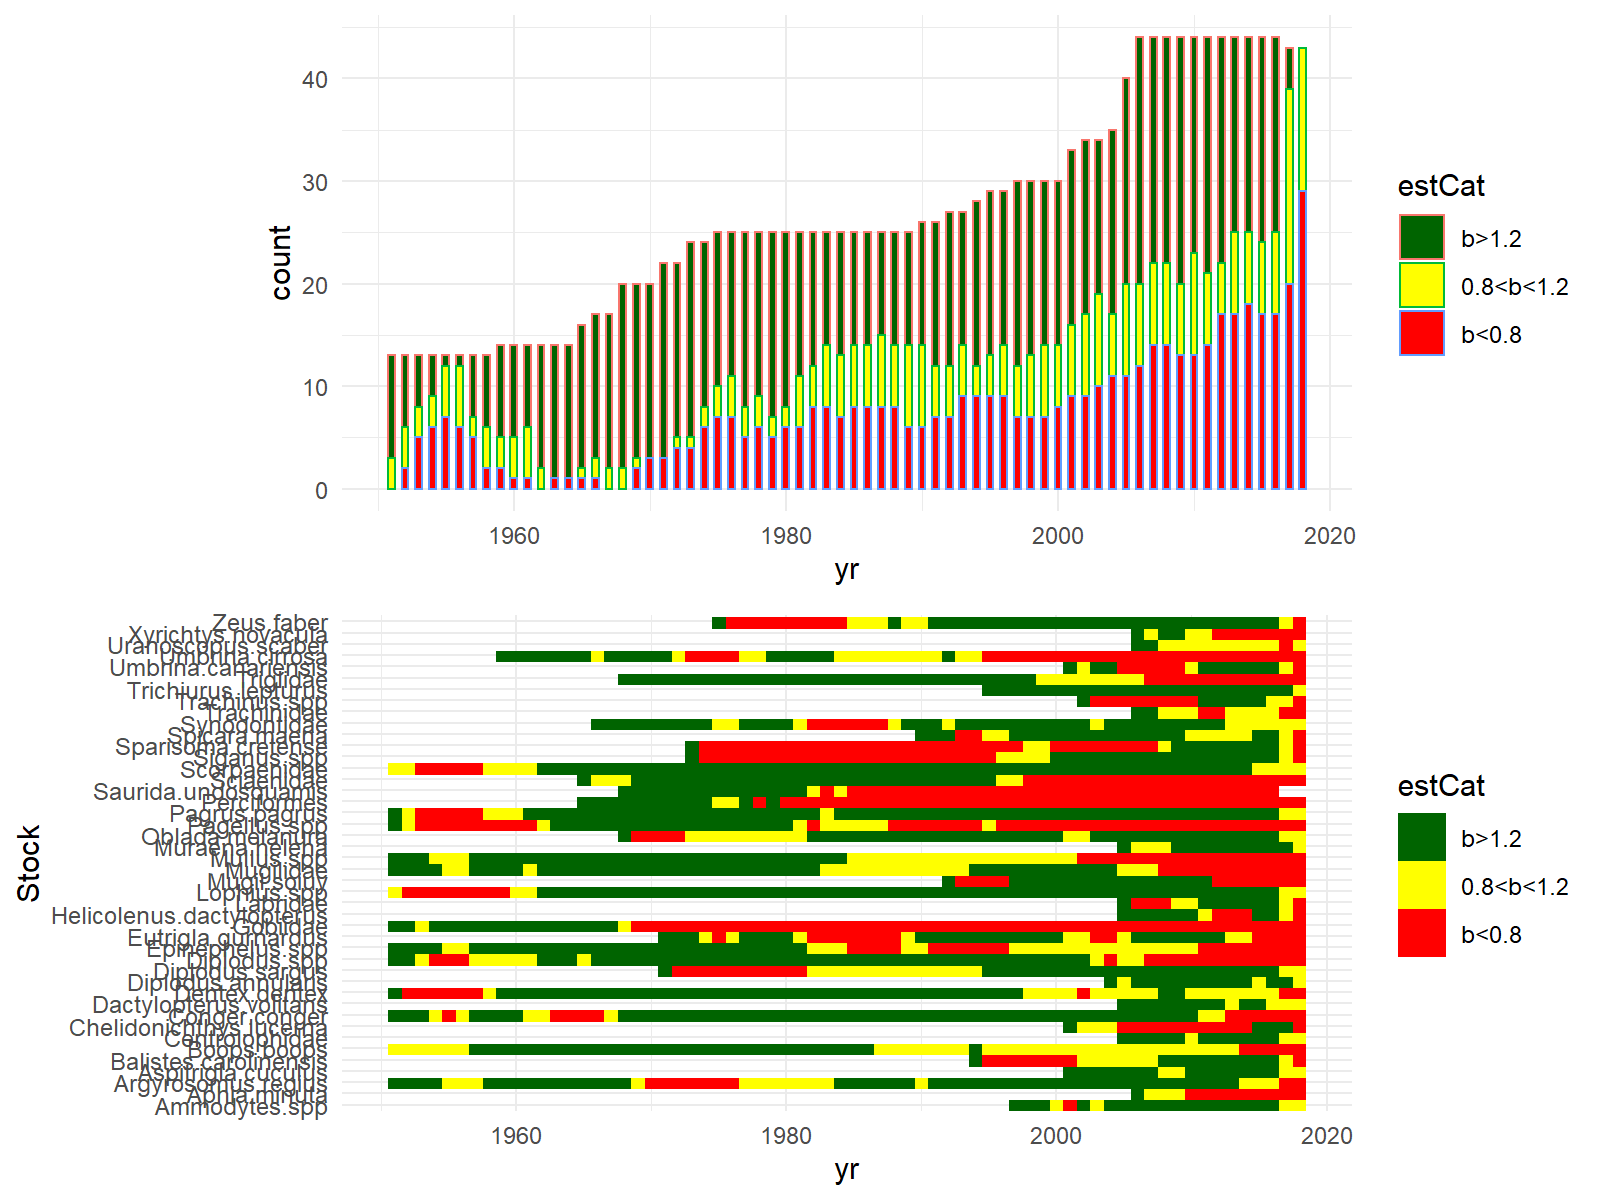 count
40
30
20
10
0
1960
1980
2000
2020
yr
estCat
b>1.2
0.8<b<1.2
b<0.8
Stock
Zeus.faber
Xyrichtys.novacula
Uranoscopus.scaber
Umbrina.cirrosa
Umbrina.canariensis
Triglidae
Trichiurus.lepturus
Trachinus.spp
Trachinidae
Synodontidae
Spicara.maena
Sparisoma.cretense
Siganus.spp
Scorpaenidae
Sciaenidae
Saurida.undosquamis
Perciformes
Pagrus.pagrus
Pagellus.spp
Oblada.melanura
Muraena.helena
Mullus.spp
Mugilidae
Mugil.soiuy
Lophius.spp
Labridae
Helicolenus.dactylopterus
Gobiidae
Eutrigla.gurnardus
Epinephelus.spp
Diplodus.spp
Diplodus.sargus
Diplodus.annularis
Dentex.dentex
Dactylopterus.volitans
Conger.conger
Chelidonichthys.lucerna
Centrolophidae
Boops.boops
Balistes.carolinensis
Aspitrigla.cuculus
Argyrosomus.regius
Aphia.minuta
Ammodytes.spp
1960
1980
2000
2020
yr
estCat
b>1.2
0.8<b<1.2
b<0.8